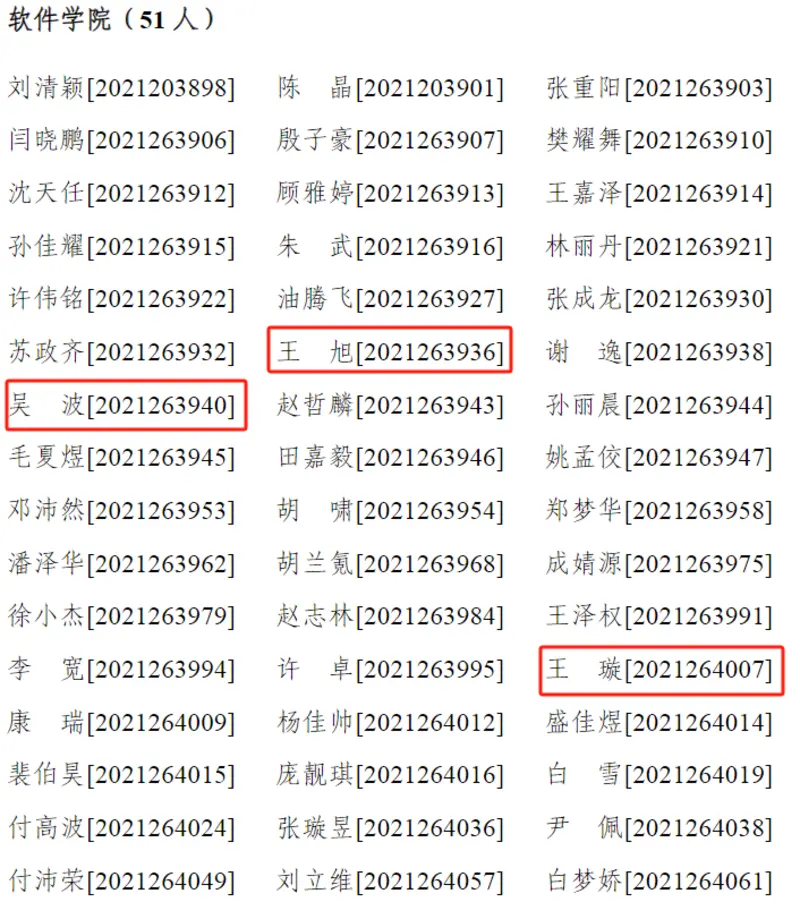 软件学院（51 人）
刘清颖[2021203898] 陈　晶[2021203901] 张重阳[2021263903]
闫晓鹏[2021263906] 殷子豪[2021263907] 樊耀舞[2021263910]
沈天任[2021263912] 顾雅婷[2021263913] 王嘉泽[2021263914]
孙佳耀[2021263915] 朱　武[2021263916] 林丽丹[2021263921]
许伟铭[2021263922] 油腾飞[2021263927] 张成龙[2021263930]
苏政齐[2021263932] 王　旭[2021263936] 谢　逸[2021263938]
吴　波[2021263940] 赵哲麟[2021263943] 孙丽晨[2021263944]
毛夏煜[2021263945] 田嘉毅[2021263946] 姚孟佼[2021263947]
邓沛然[2021263953] 胡　啸[2021263954] 郑梦华[2021263958]
潘泽华[2021263962] 胡兰氪[2021263968] 成婧源[2021263975]
徐小杰[2021263979] 赵志林[2021263984] 王泽权[2021263991]
李　宽[2021263994] 许　卓[2021263995] 王　璇[2021264007]
康　瑞[2021264009] 杨佳帅[2021264012] 盛佳煜[2021264014]
裴伯昊[2021264015] 庞靓琪[2021264016] 白　雪[2021264019]
付高波[2021264024] 张璇昱[2021264036] 尹　佩[2021264038]
付沛荣[2021264049] 刘立维[2021264057] 白梦娇[2021264061]